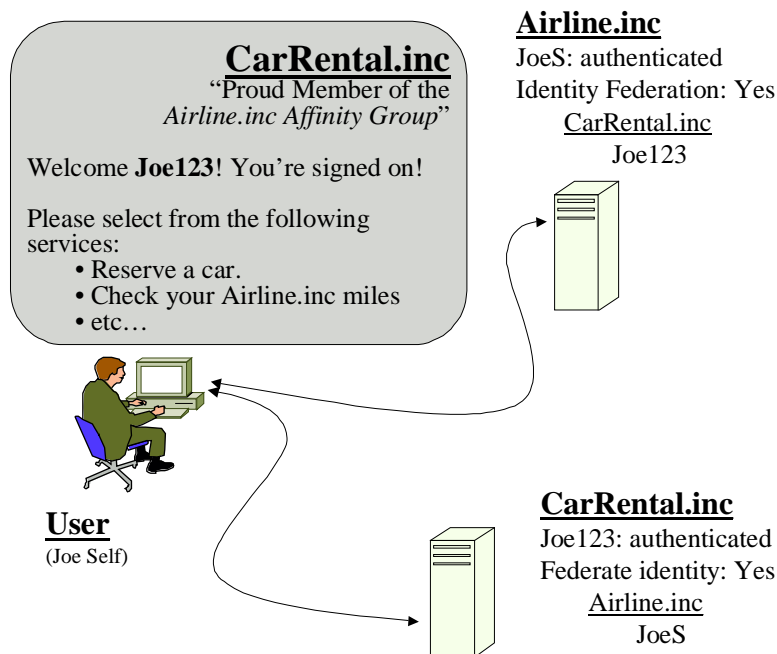 CarRental.inc
“Proud Member of the
Airline.inc Affinity Group”
Welcome Joe123! You’re signed on!
Please select from the following
services:
• Reserve a car.
• Check your Airline.inc miles
• etc…
Airline.inc
JoeS: authenticated
Identity Federation: Yes
CarRental.inc
Joe123
User
(Joe Self)
CarRental.inc
Joe123: authenticated
Federate identity: Yes
Airline.inc
JoeS